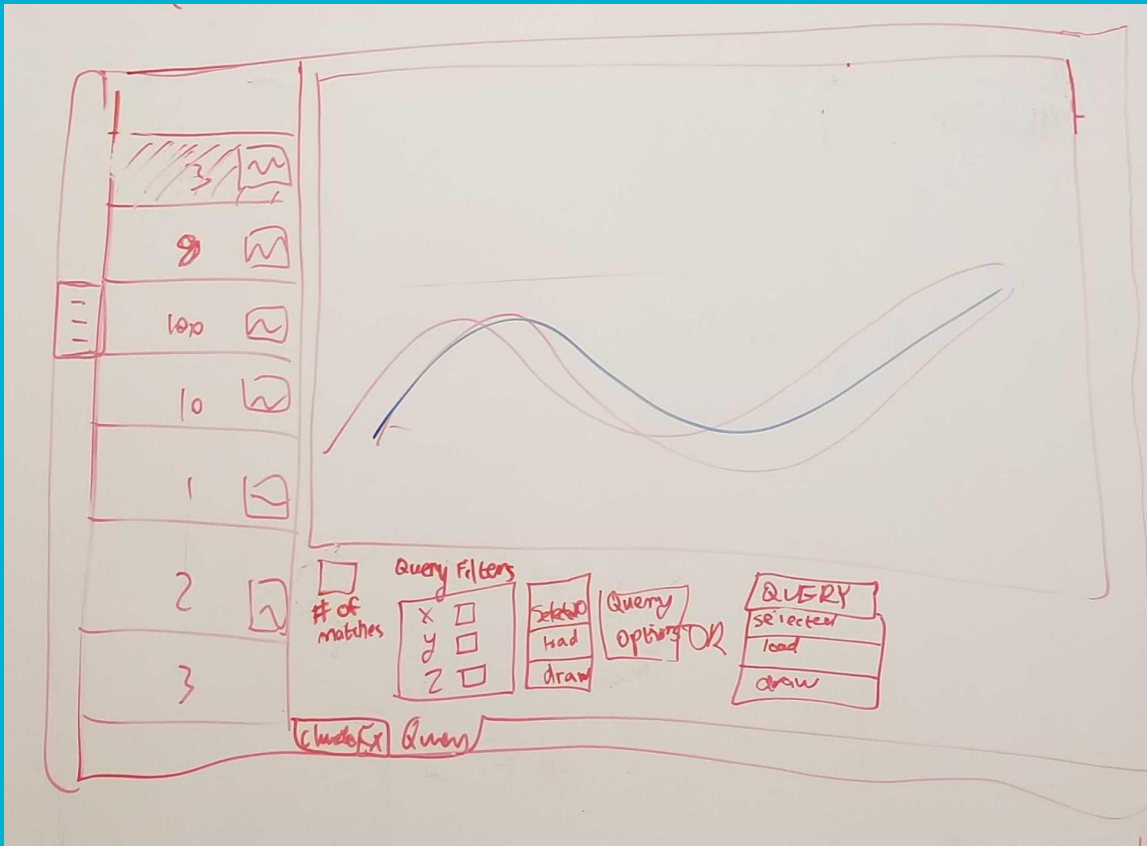 3
8
100
10
1
2
3
# of
matches
Query Filters
x
y
z
load
draw
Query
options
OR
QUERY
selected
load
draw
Query